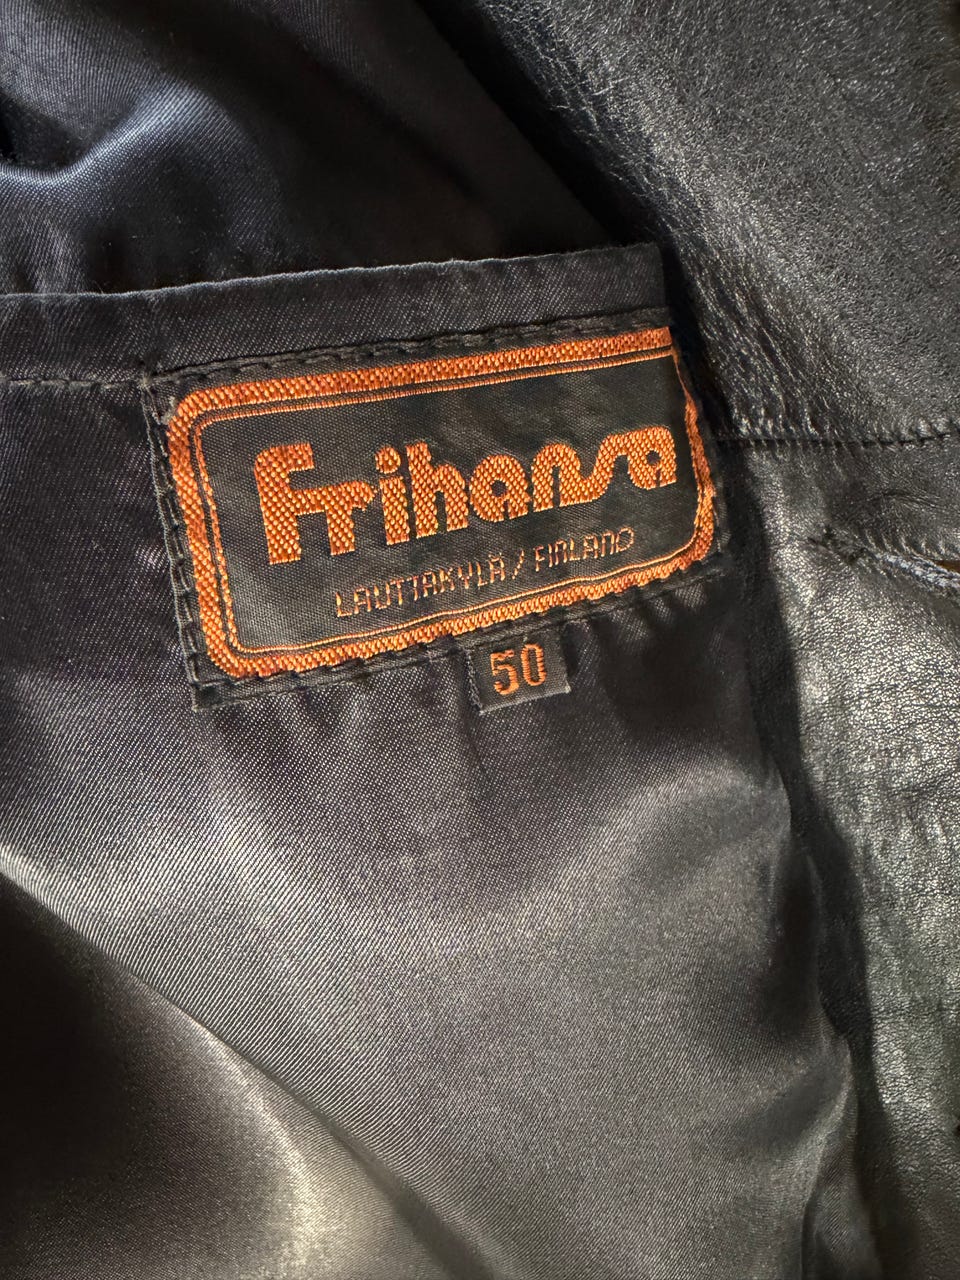 Frihansa
LAUTTAKYLÄ / FINLAND
50